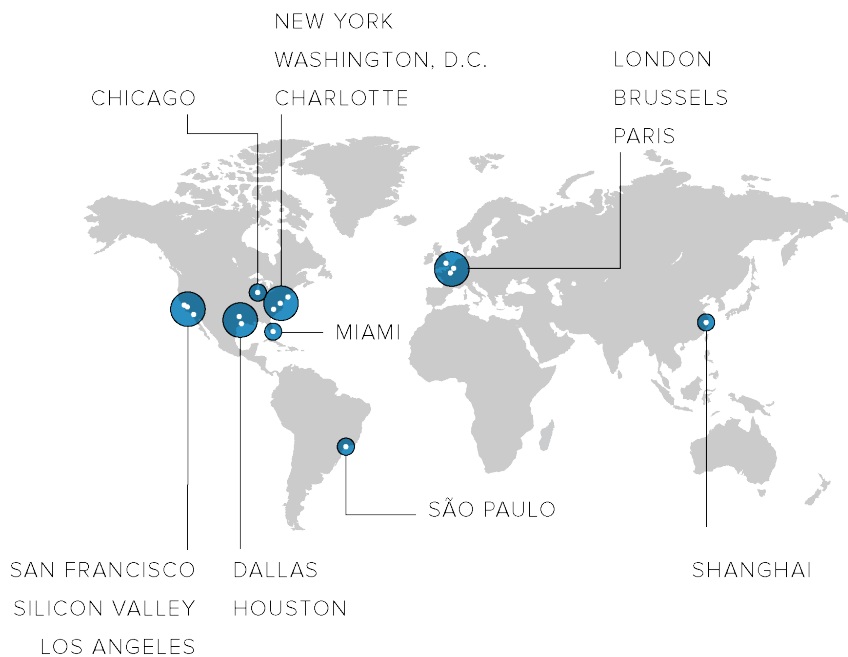 NEW YORK
WASHINGTON, D.C.
CHARLOTTE
CHICAGO
LONDON
BRUSSELS
PARIS
MIAMI
SÃO PAULO
SAN FRANCISCO
SILICON VALLEY
LOS ANGELES
DALLAS
HOUSTON
SHANGHAI